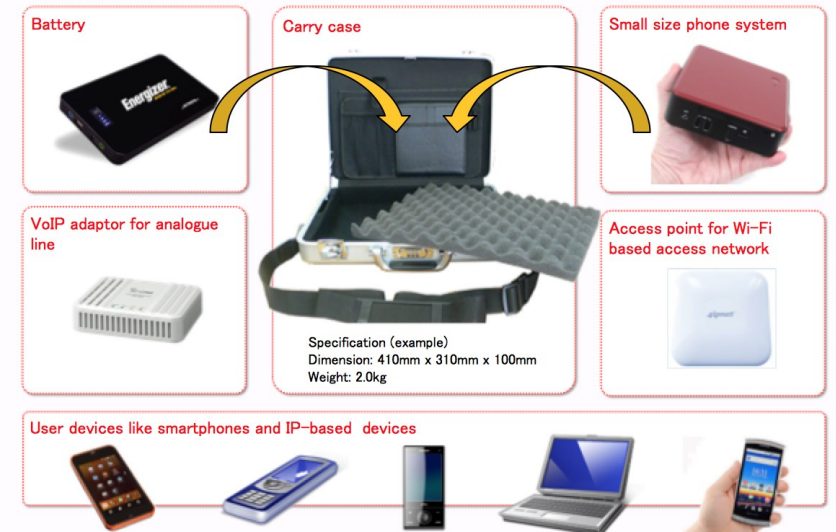 Battery
Energizer
Carry case
Small size phone system
VoIP adaptor for analogue
line
Specification (example)
Dimension: 410mm x 310mm x 100mm
Weight: 2.0kg
Access point for Wi-Fi
based access network
User devices like smartphones and IP-based  devices